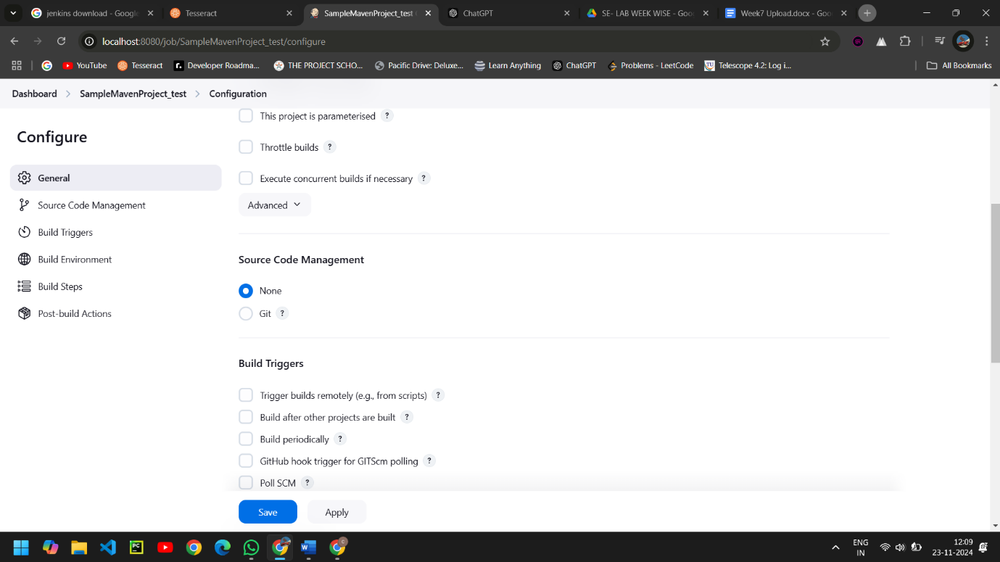 jenkins download - Google
Tesseract
SampleMavenProject_test
ChatGPT
SE- LAB WEEK WISE - Goo
Week7 Upload.docx - Goo
localhost:8080/job/SampleMavenProject_test/configure
YouTube
Tesseract
Developer Roadma...
THE PROJECT SCHO...
Pacific Drive: Deluxe...
Learn Anything
ChatGPT
Problems - LeetCode
Telescope 4.2: Log i...
All Bookmarks
Dashboard > SampleMavenProject_test > Configuration
Configure
General
Source Code Management
Build Triggers
Build Environment
Build Steps
Post-build Actions
This project is parameterised ?
Throttle builds ?
Execute concurrent builds if necessary ?
Advanced
Source Code Management
None
Git ?
Build Triggers
Trigger builds remotely (e.g., from scripts) ?
Build after other projects are built ?
Build periodically ?
GitHub hook trigger for GITScm polling ?
Poll SCM ?
Save
Apply
ENG
IN
12:09
23-11-2024